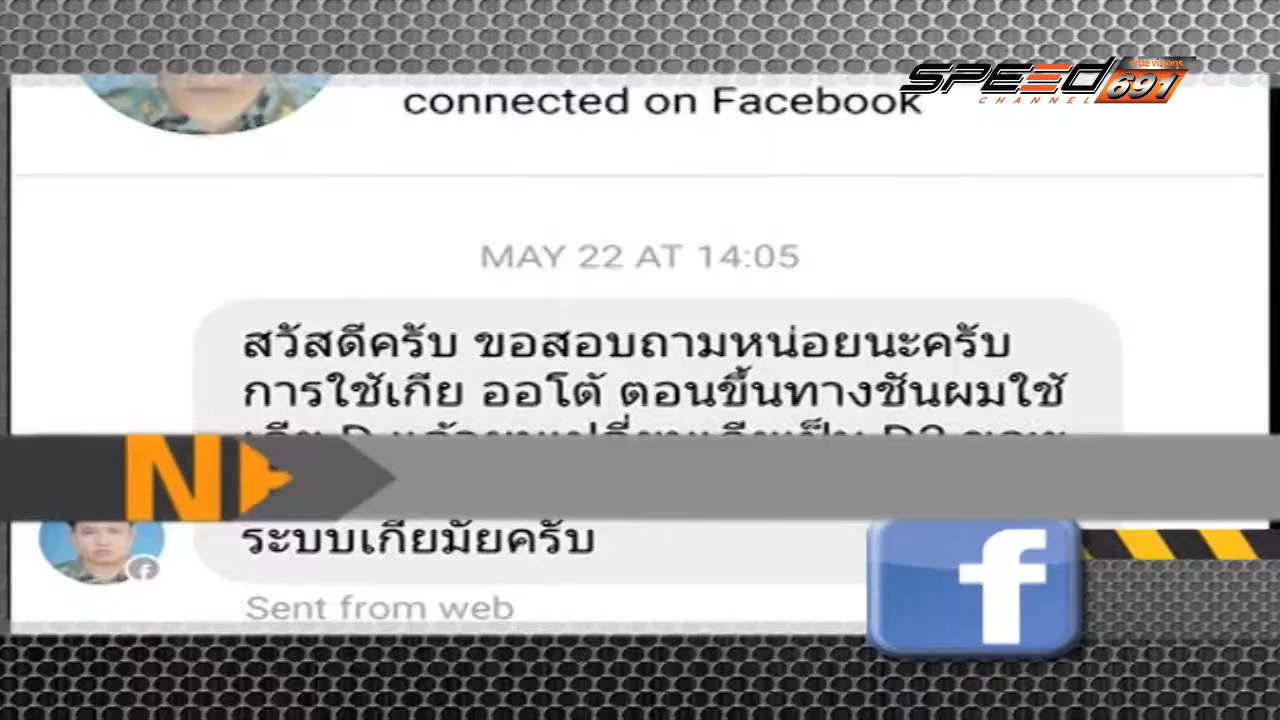 true visions
SPEED
CHANNEL 691
connected on Facebook
MAY 22 AT 14:05
สวัสดีครับ ขอสอบถามหน่อยนะครับ
การใช้เกีย ออโต้ ตอนขึ้นทางชันผมใช้
N
ระบบเกียมัยครับ
Sent from web
f